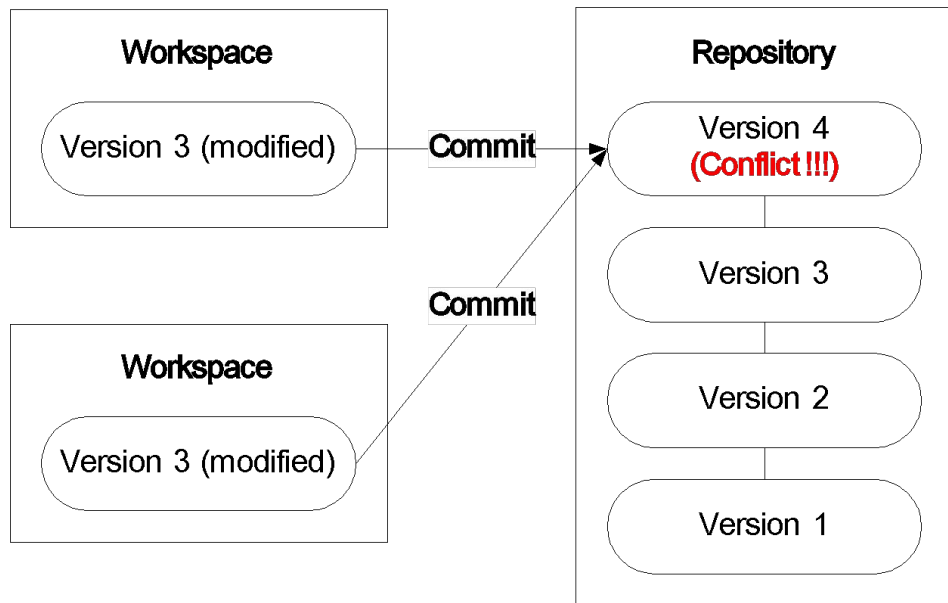 Workspace
Version 3 (modified)
Commit
Workspace
Version 3 (modified)
Commit
Repository
Version 4
(Conflict !!!)
Version 3
Version 2
Version 1